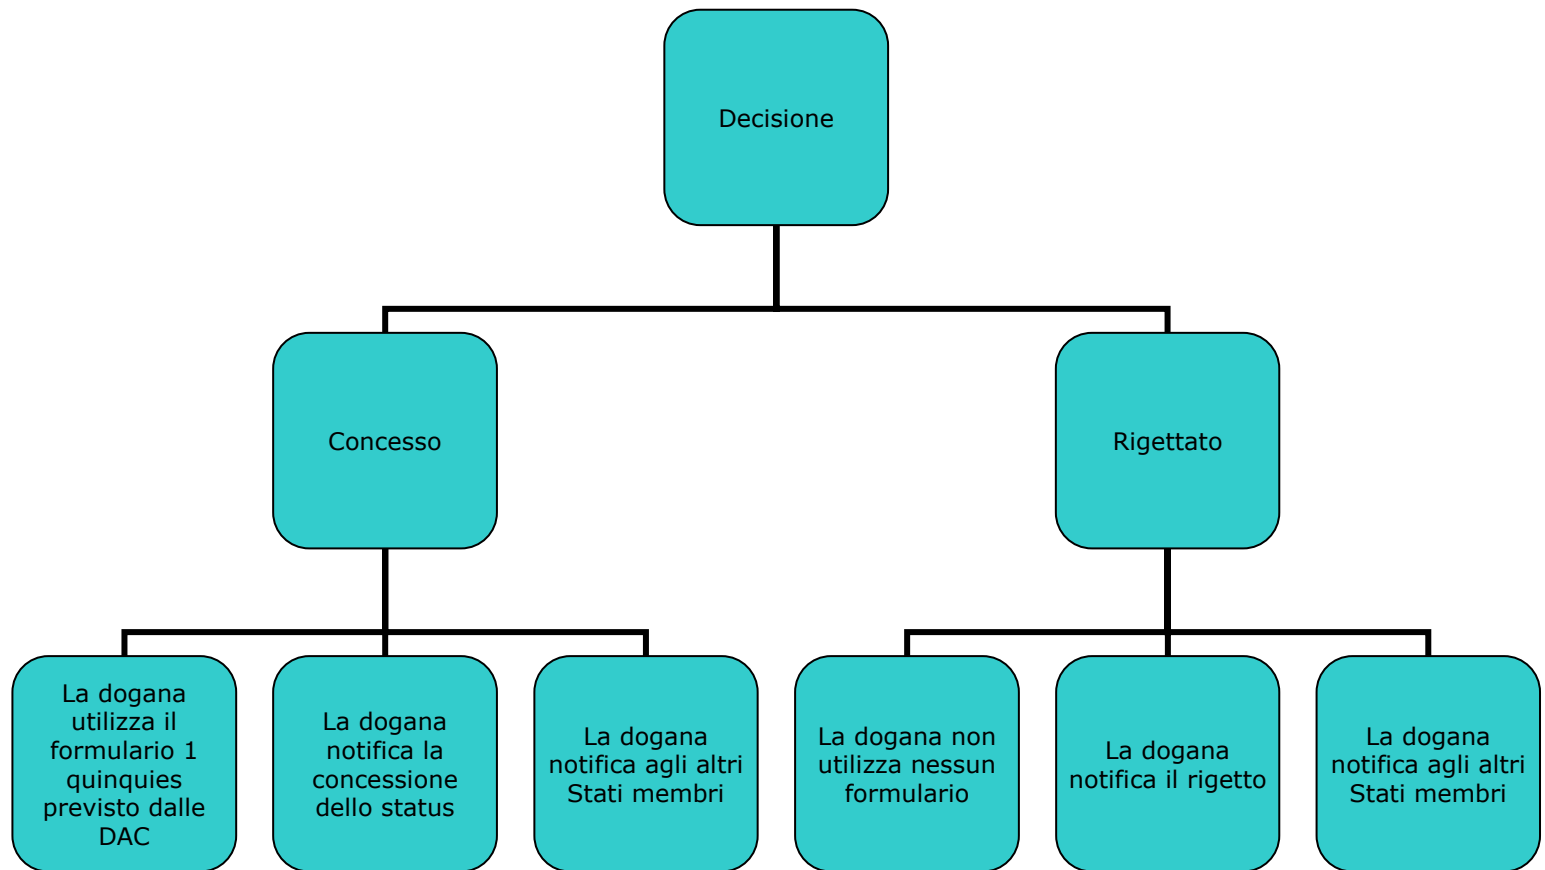 Decisione
Concesso
Rigettato
La dogana
utilizza il
formulario 1
quinquies
previsto dalle
DAC
La dogana
notifica la
concessione
dello status
La dogana
notifica agli altri
Stati membri
La dogana non
utilizza nessun
formulario
La dogana
notifica il rigetto
La dogana
notifica agli altri
Stati membri